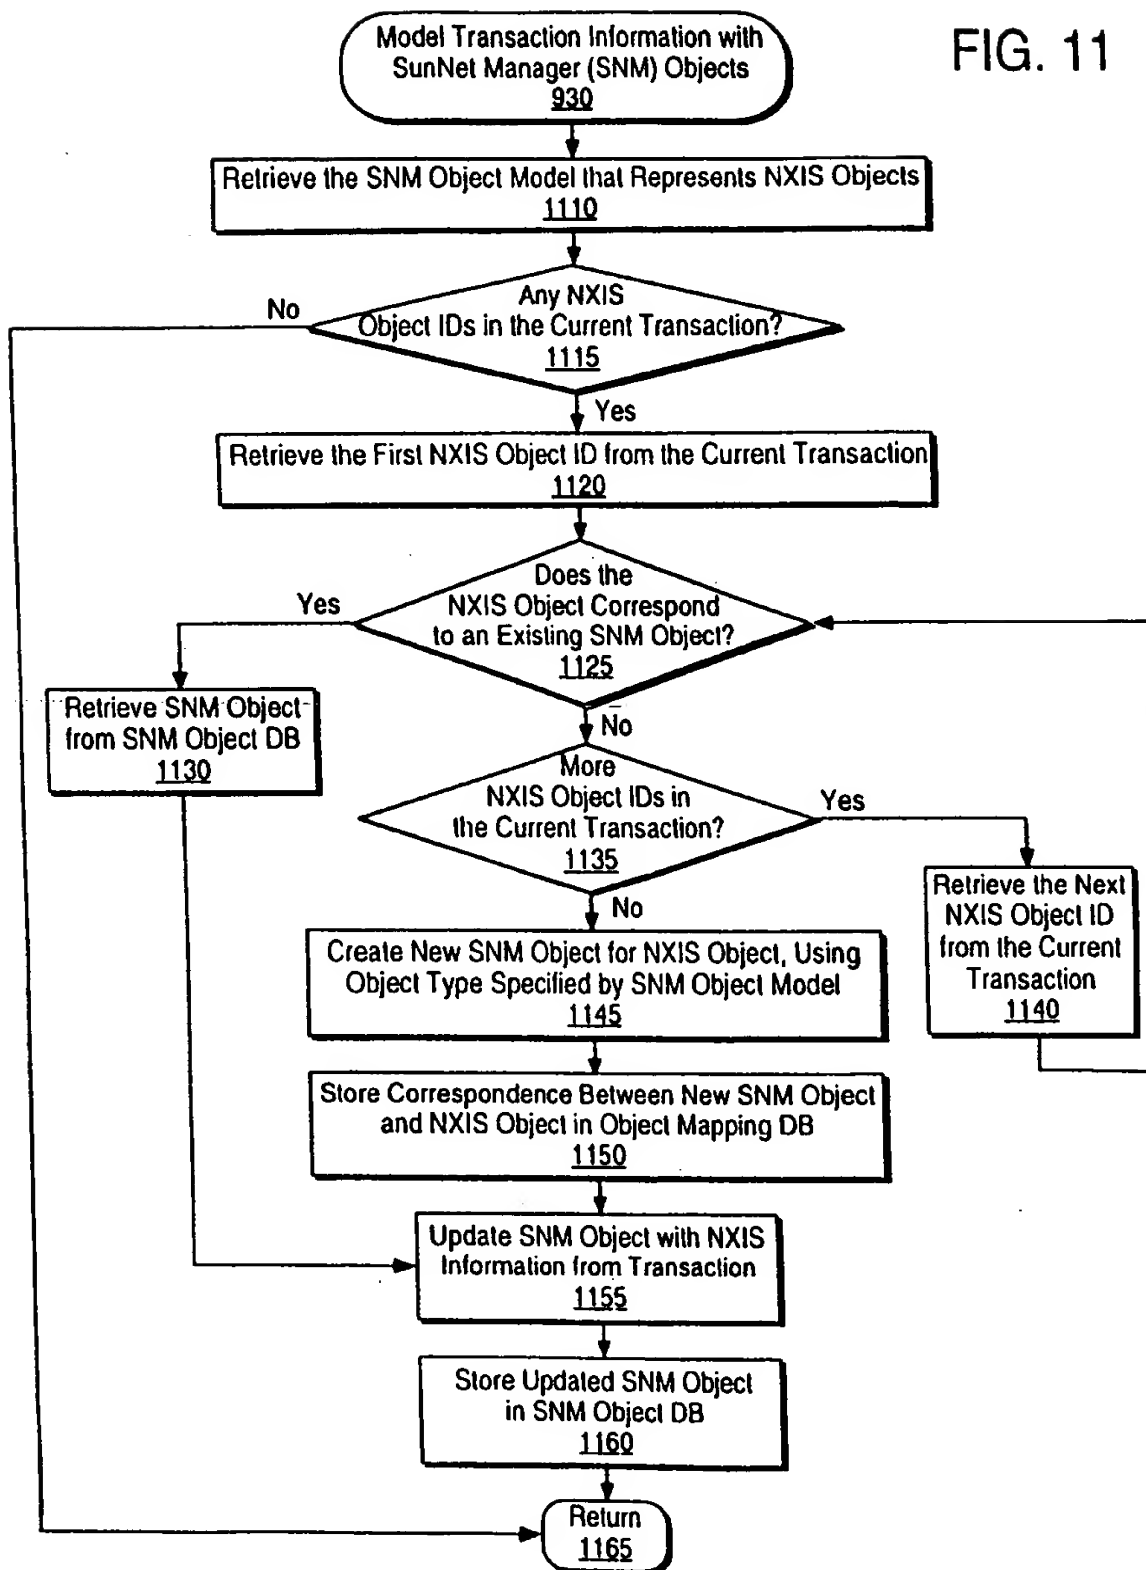 FIG. 11
Model Transaction Information with
SunNet Manager (SNM) Objects
930
Retrieve the SNM Object Model that Represents NXIS Objects
1110
Any NXIS
Object IDs in the Current Transaction?
1115
No
Yes
Retrieve the First NXIS Object ID from the Current Transaction
1120
Does the
NXIS Object Correspond
to an Existing SNM Object?
1125
Yes
No
Retrieve SNM Object
from SNM Object DB
1130
More
NXIS Object IDs in
the Current Transaction?
1135
Yes
No
Retrieve the Next
NXIS Object ID
from the Current
Transaction
1140
Create New SNM Object for NXIS Object, Using
Object Type Specified by SNM Object Model
1145
Store Correspondence Between New SNM Object
and NXIS Object in Object Mapping DB
1150
Update SNM Object with NXIS
Information from Transaction
1155
Store Updated SNM Object
in SNM Object DB
1160
Return
1165